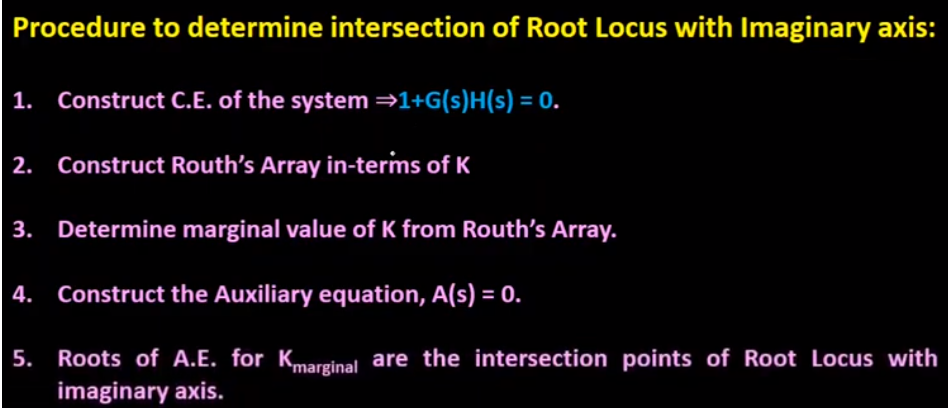 Procedure to determine intersection of Root Locus with Imaginary axis:
1. Construct C.E. of the system ⇒1+G(s)H(s) = 0.
2. Construct Routh's Array in-terms of K
3. Determine marginal value of K from Routh's Array.
4. Construct the Auxiliary equation, A(s) = 0.
5. Roots of A.E. for Kmarginal are the intersection points of Root Locus with
imaginary axis.